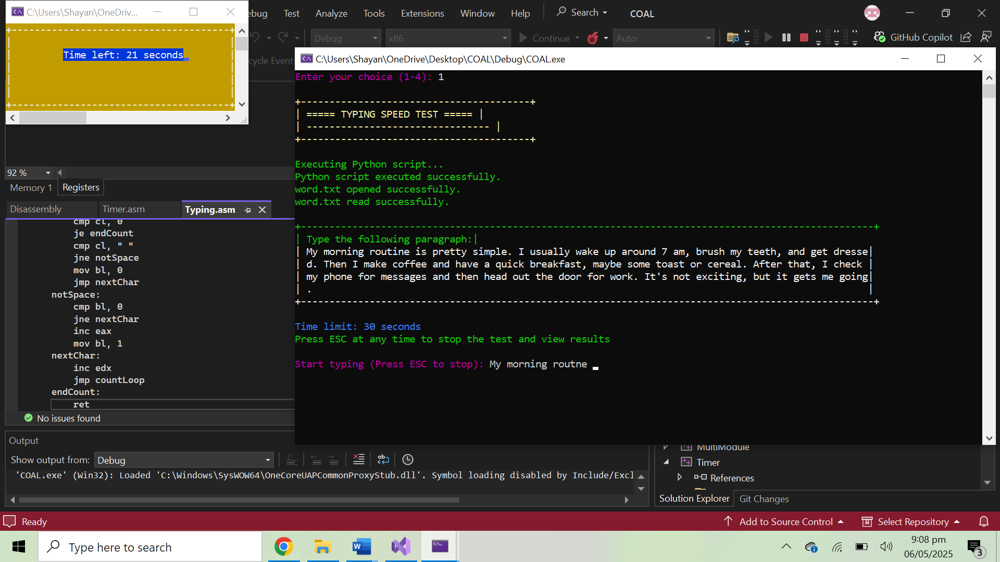 C:\Users\Shayan\OneDriv...
Time left: 21 seconds
Test Analyze Tools Extensions Window Help Search COAL
Debug x86 Continue Auto GitHub Copilot
C:\Users\Shayan\OneDrive\Desktop\COAL\Debug\COAL.exe
Enter your choice (1-4): 1
+----------------------------------------+
| ===== TYPING SPEED TEST ===== |
| -------------------------------- |
+----------------------------------------+
Executing Python script...
Python script executed successfully.
word.txt opened successfully.
word.txt read successfully.
| Type the following paragraph:|
| My morning routine is pretty simple. I usually wake up around 7 am, brush my teeth, and get dresse|
| d. Then I make coffee and have a quick breakfast, maybe some toast or cereal. After that, I check |
| my phone for messages and then head out the door for work. It's not exciting, but it gets me going|
| . |
Time limit: 30 seconds
Press ESC at any time to stop the test and view results
Start typing (Press ESC to stop): My morning routne _
92 %
Memory 1 Registers
Disassembly Timer.asm Typing.asm
cmp cl, 0
je endCount
cmp cl, " "
jne notSpace
mov bl, 0
jmp nextChar
notSpace:
cmp bl, 0
jne nextChar
inc eax
mov bl, 1
nextChar:
inc edx
jmp countLoop
endCount:
ret
No issues found
Output
Show output from: Debug
'COAL.exe' (Win32): Loaded 'C:\Windows\SysWOW64\OneCoreUAPCommonProxyStub.dll'. Symbol loading disabled by Include/Excl
MultiModule
Timer
References
Solution Explorer Git Changes
Ready
Add to Source Control Select Repository
Type here to search
9:08 pm
06/05/2025
3